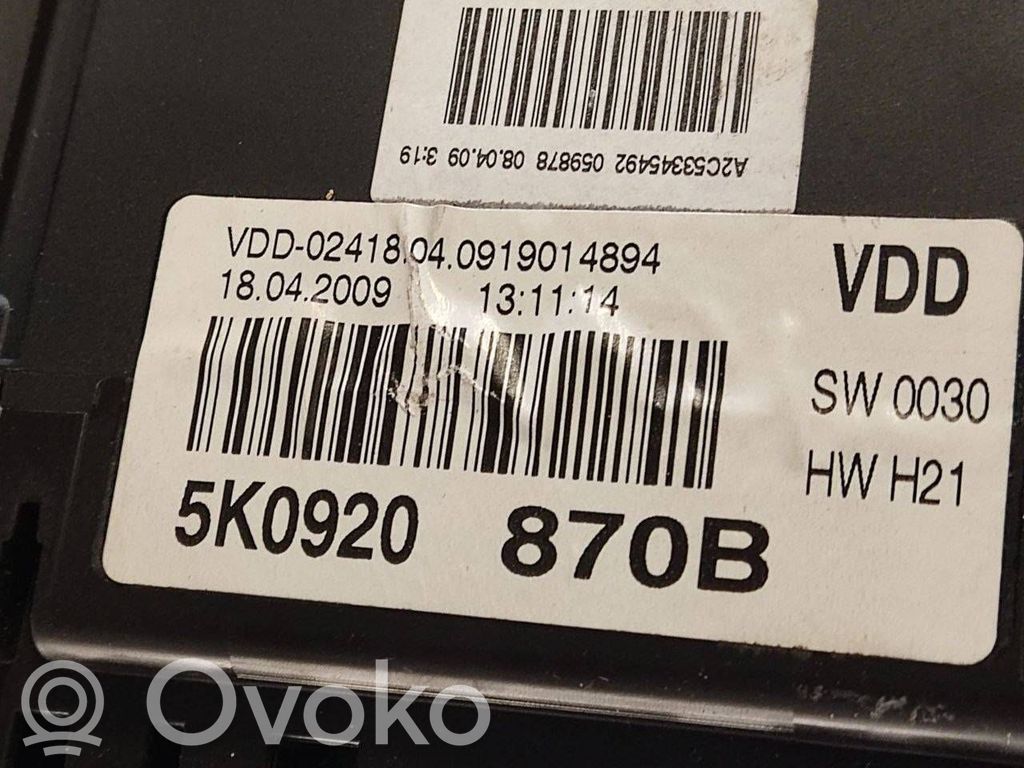 A2C53345492 059878 08.04.09 3:19
VDD-02418.04.0919014894
18.04.2009 13:11:14
VDD
SW 0030
HW H21
5K0920 870B
Ovoko